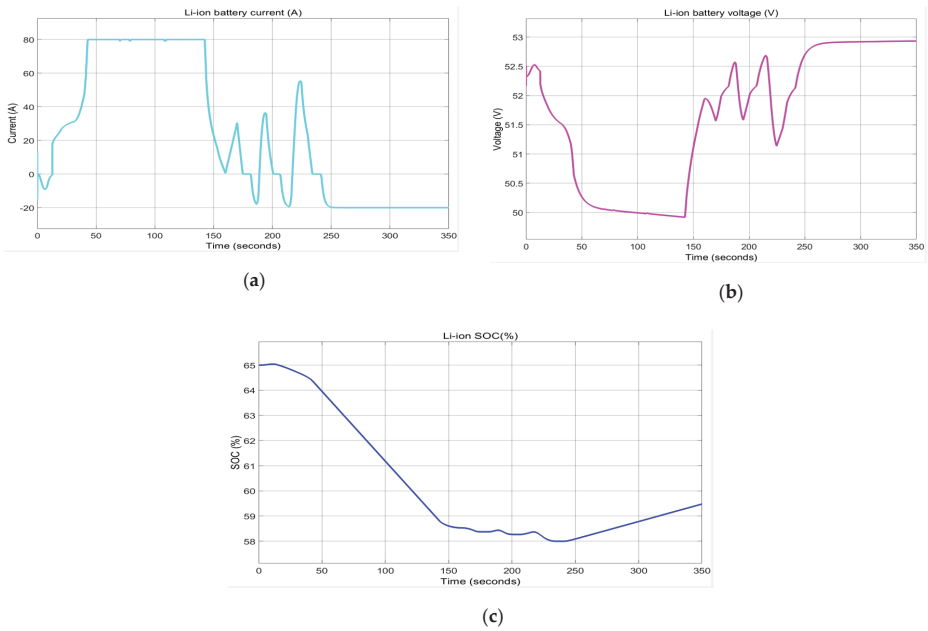 Li-ion battery current (A)
80
60
40
20
0
-20
Current (A)
0 50 100 150 200 250 300 350
Time (seconds)
(a)
Li-ion battery voltage (V)
53
52.5
52
51.5
51
50.5
50
Voltage (V)
0 50 100 150 200 250 300 350
Time (seconds)
(b)
Li-ion SOC(%)
65
64
63
62
61
60
59
58
SOC (%)
0 50 100 150 200 250 300 350
Time (seconds)
(c)